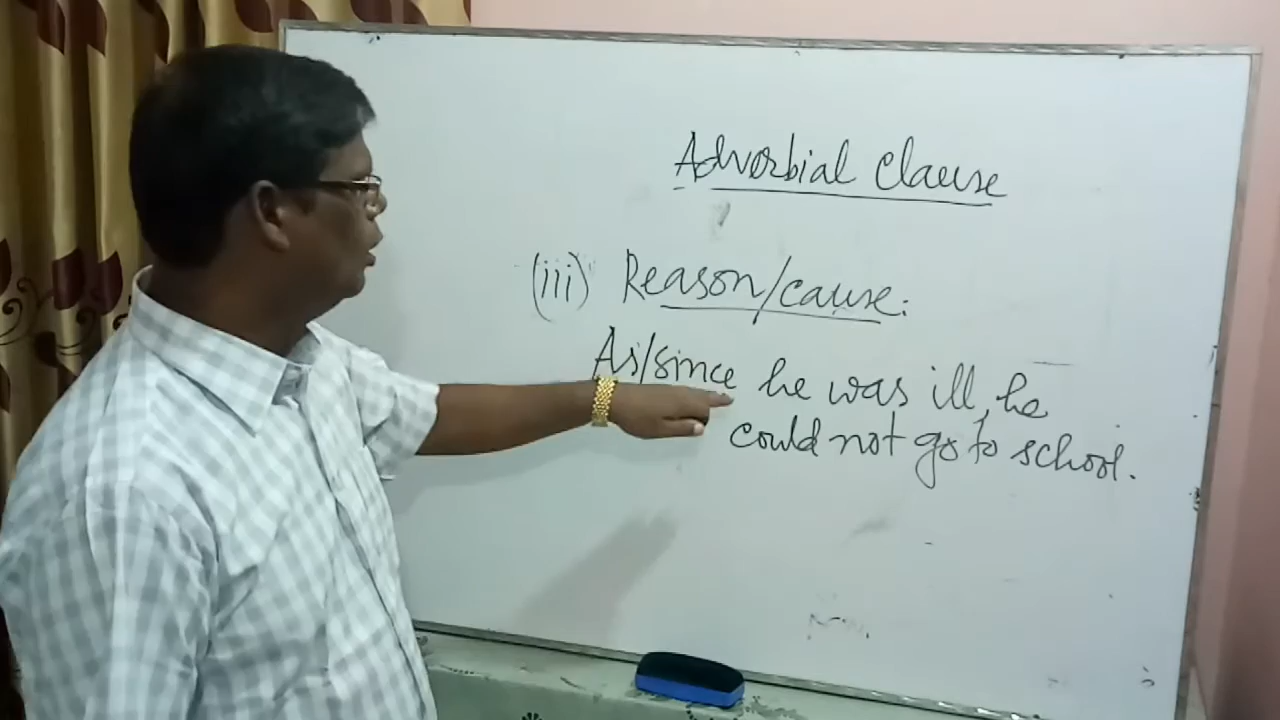 Adverbial Clause
(iii) Reason/cause:
As/since he was ill, he
could not go to school.